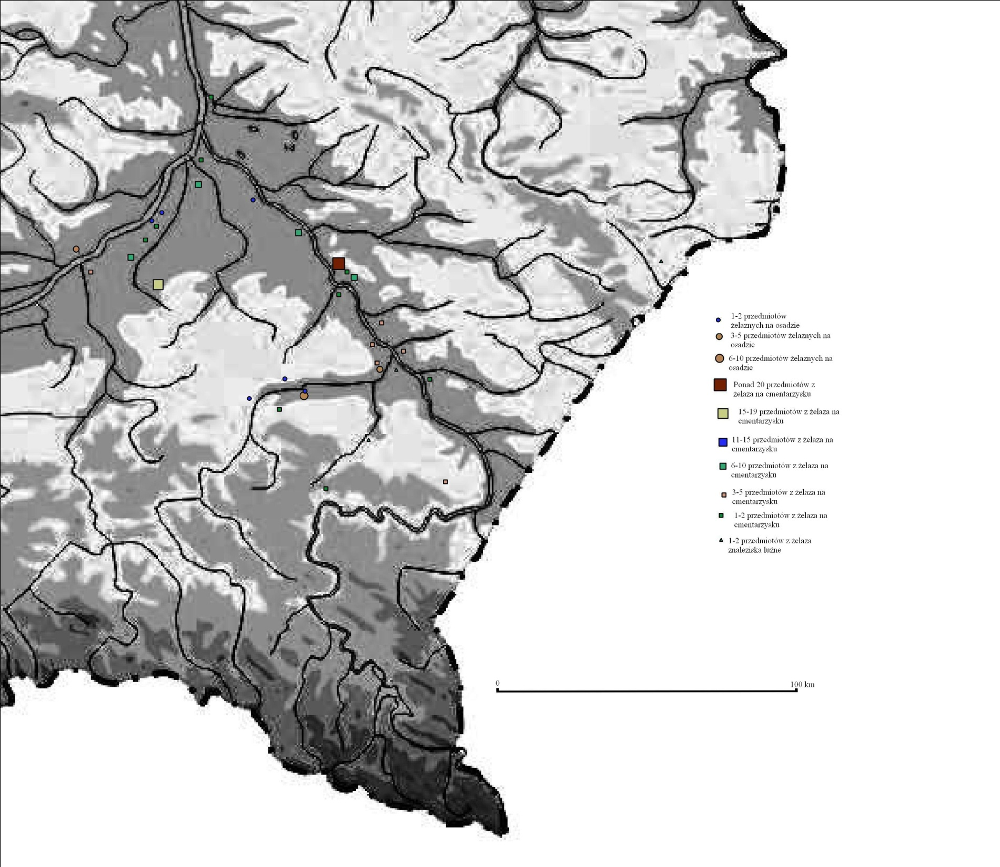 1-2 przedmiotów
żelaznych na osadzie
3-5 przedmiotów żelaznych na
osadzie
6-10 przedmiotów żelaznych na
osadzie
Ponad 20 przedmiotów z
żelaza na cmentarzysku
15-19 przedmiotów z żelaza na
cmentarzysku
11-15 przedmiotów z żelaza na
cmentarzysku
6-10 przedmiotów z żelaza na
cmentarzysku
3-5 przedmiotów z żelaza na
cmentarzysku
1-2 przedmiotów z żelaza na
cmentarzysku
1-2 przedmiotów z żelaza
znaleziska luźne
0 100 km